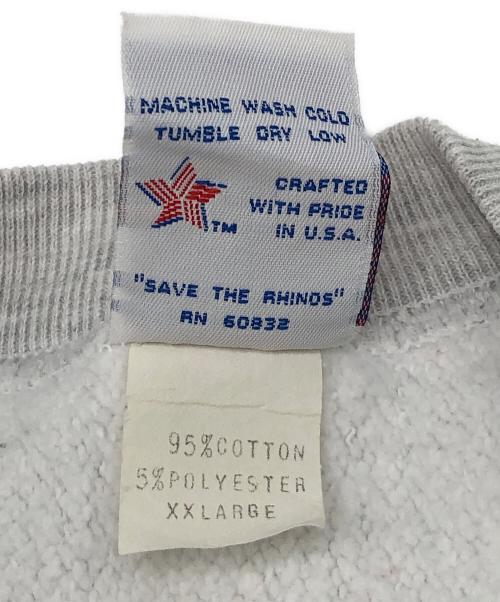 MACHINE WASH COLD
TUMBLE DRY LOW
TM
CRAFTED
WITH PRIDE
IN U.S.A.
"SAVE THE RHINOS"
RN 60832
95%COTTON
5%POLYESTER
XXLARGE